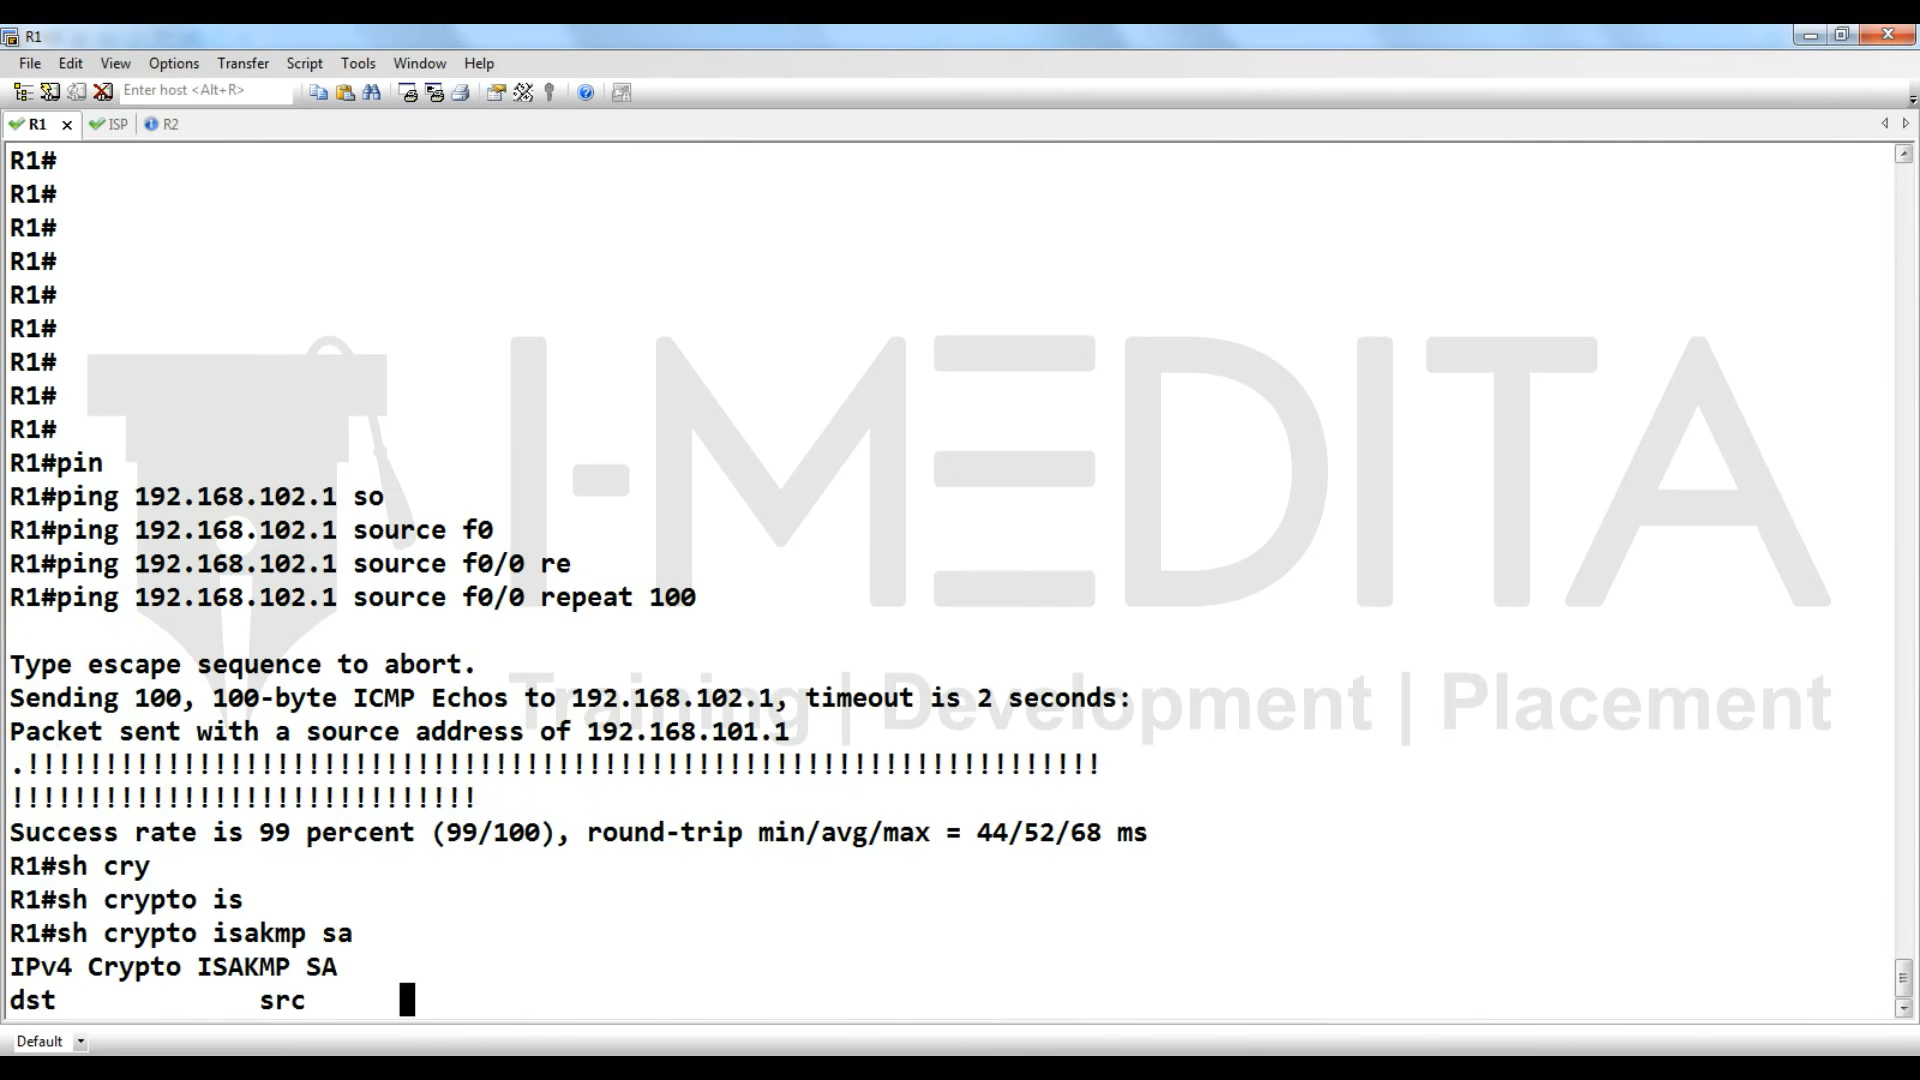 R1
File Edit View Options Transfer Script Tools Window Help
Enter host <Alt+R>
R1 ISP R2
R1#
R1#
R1#
R1#
R1#
R1#
R1#
R1#
R1#
R1#pin
R1#ping 192.168.102.1 so
R1#ping 192.168.102.1 source f0
R1#ping 192.168.102.1 source f0/0 re
R1#ping 192.168.102.1 source f0/0 repeat 100
Type escape sequence to abort.
Sending 100, 100-byte ICMP Echos to 192.168.102.1, timeout is 2 seconds:
Packet sent with a source address of 192.168.101.1
.!!!!!!!!!!!!!!!!!!!!!!!!!!!!!!!!!!!!!!!!!!!!!!!!!!!!!!!!!!!!!!!!!!!!!
!!!!!!!!!!!!!!!!!!!!!!!!!!!!!!
Success rate is 99 percent (99/100), round-trip min/avg/max = 44/52/68 ms
R1#sh cry
R1#sh crypto is
R1#sh crypto isakmp sa
IPv4 Crypto ISAKMP SA
dst src
Default
I-MEDITA
Training | Development | Placement